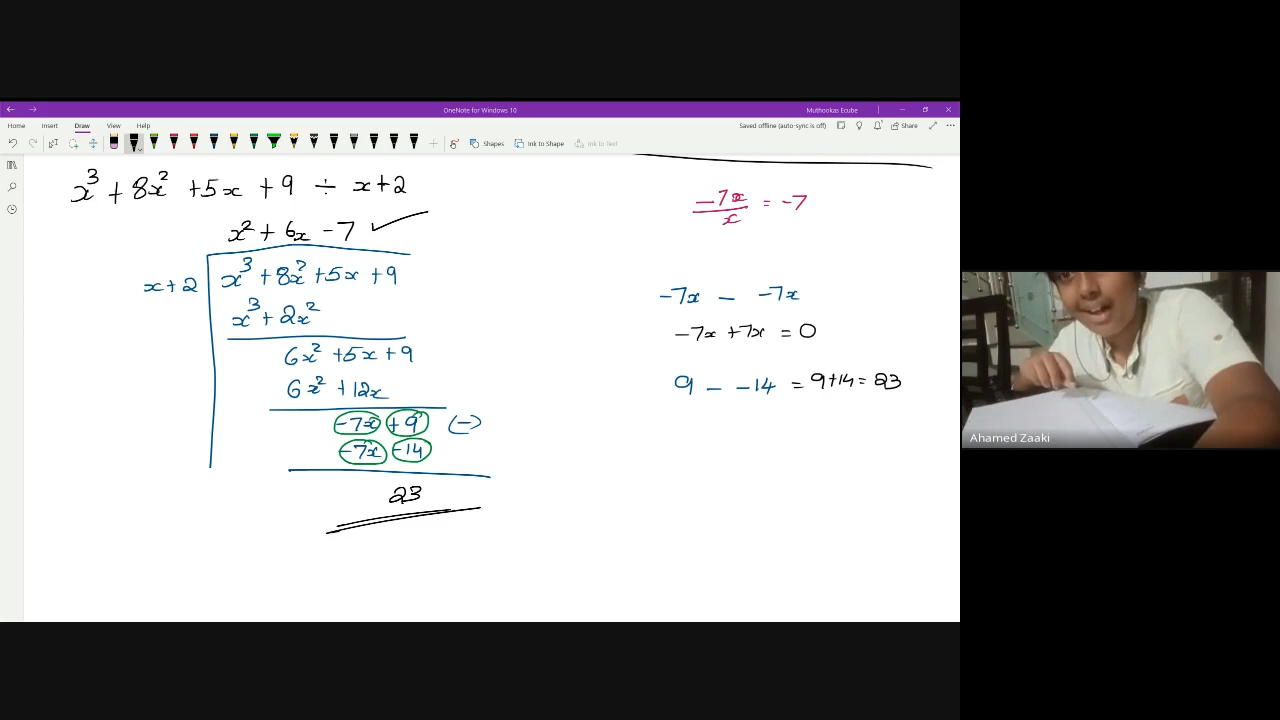 OneNote for Windows 10
Muthookas Ecube
Home Insert Draw View Help
Saved offline (auto-sync is off) Share
Shapes Ink to Shape Ink to Text
x³ + 8x² + 5x + 9 ÷ x+2
x² + 6x - 7 ✓
x+2 x³ + 8x² + 5x + 9
x³ + 2x²
6x² + 5x + 9
6x² + 12x
-7x + 9 (-)
-7x -14
23
-7x/x = -7
-7x - -7x
-7x + 7x = 0
9 - -14 = 9+14 = 23
Ahamed Zaaki